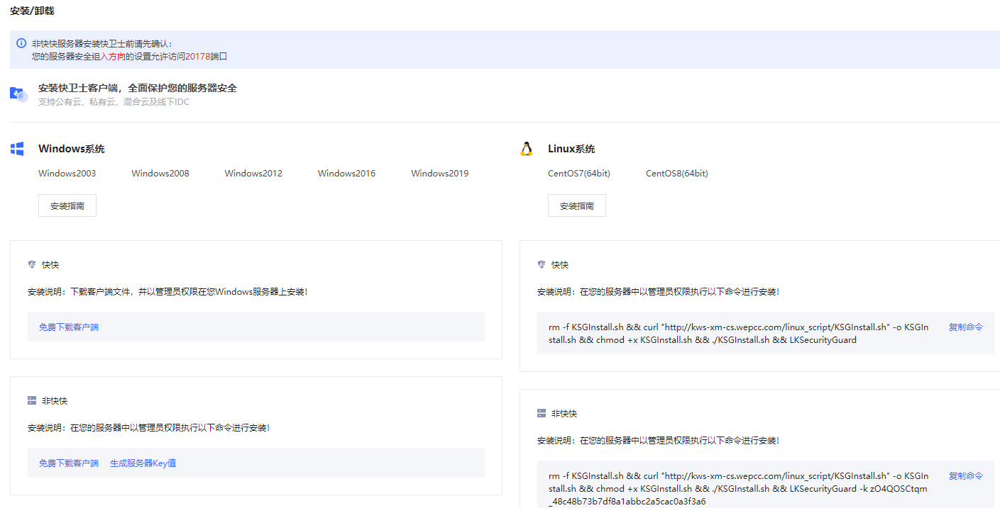 安装/卸载
非快快服务器安装快卫士前请先确认：
您的服务器安全组入方向的设置允许访问20178端口
安装快卫士客户端，全面保护您的服务器安全
支持公有云、私有云、混合云及线下IDC
Windows系统
Windows2003 Windows2008 Windows2012 Windows2016 Windows2019
安装指南
快快
安装说明：下载客户端文件，并以管理员权限在您Windows服务器上安装！
免费下载客户端
非快快
安装说明：在您的服务器中以管理员权限执行以下命令进行安装！
免费下载客户端 生成服务器Key值
Linux系统
CentOS7(64bit) CentOS8(64bit)
安装指南
快快
安装说明：在您的服务器中以管理员权限执行以下命令进行安装！
rm -f KSGInstall.sh && curl "http://kws-xm-cs.wepcc.com/linux_script/KSGInstall.sh" -o KSGIn 复制命令
stall.sh && chmod +x KSGInstall.sh && ./KSGInstall.sh && LKSecurityGuard
非快快
安装说明：在您的服务器中以管理员权限执行以下命令进行安装！
rm -f KSGInstall.sh && curl "http://kws-xm-cs.wepcc.com/linux_script/KSGInstall.sh" -o KSGIn 复制命令
stall.sh && chmod +x KSGInstall.sh && ./KSGInstall.sh && LKSecurityGuard -k zO4QOSCtqm
_48c48b73b7df8a1abbc2a5cac0a3f3a6